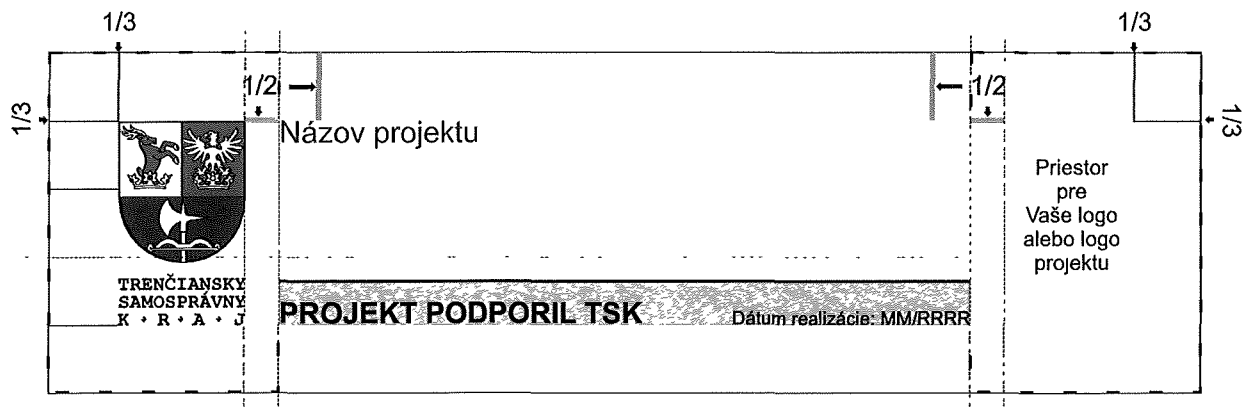 1/3
1/3
1/2
1/2
1/3
1/3
Názov projektu
Priestor
pre
Vaše logo
alebo logo
projektu
TRENČIANSKY
SAMOSPRÁVNY
K • R • A • J
PROJEKT PODPORIL TSK
Dátum realizácie: MM/RRRR